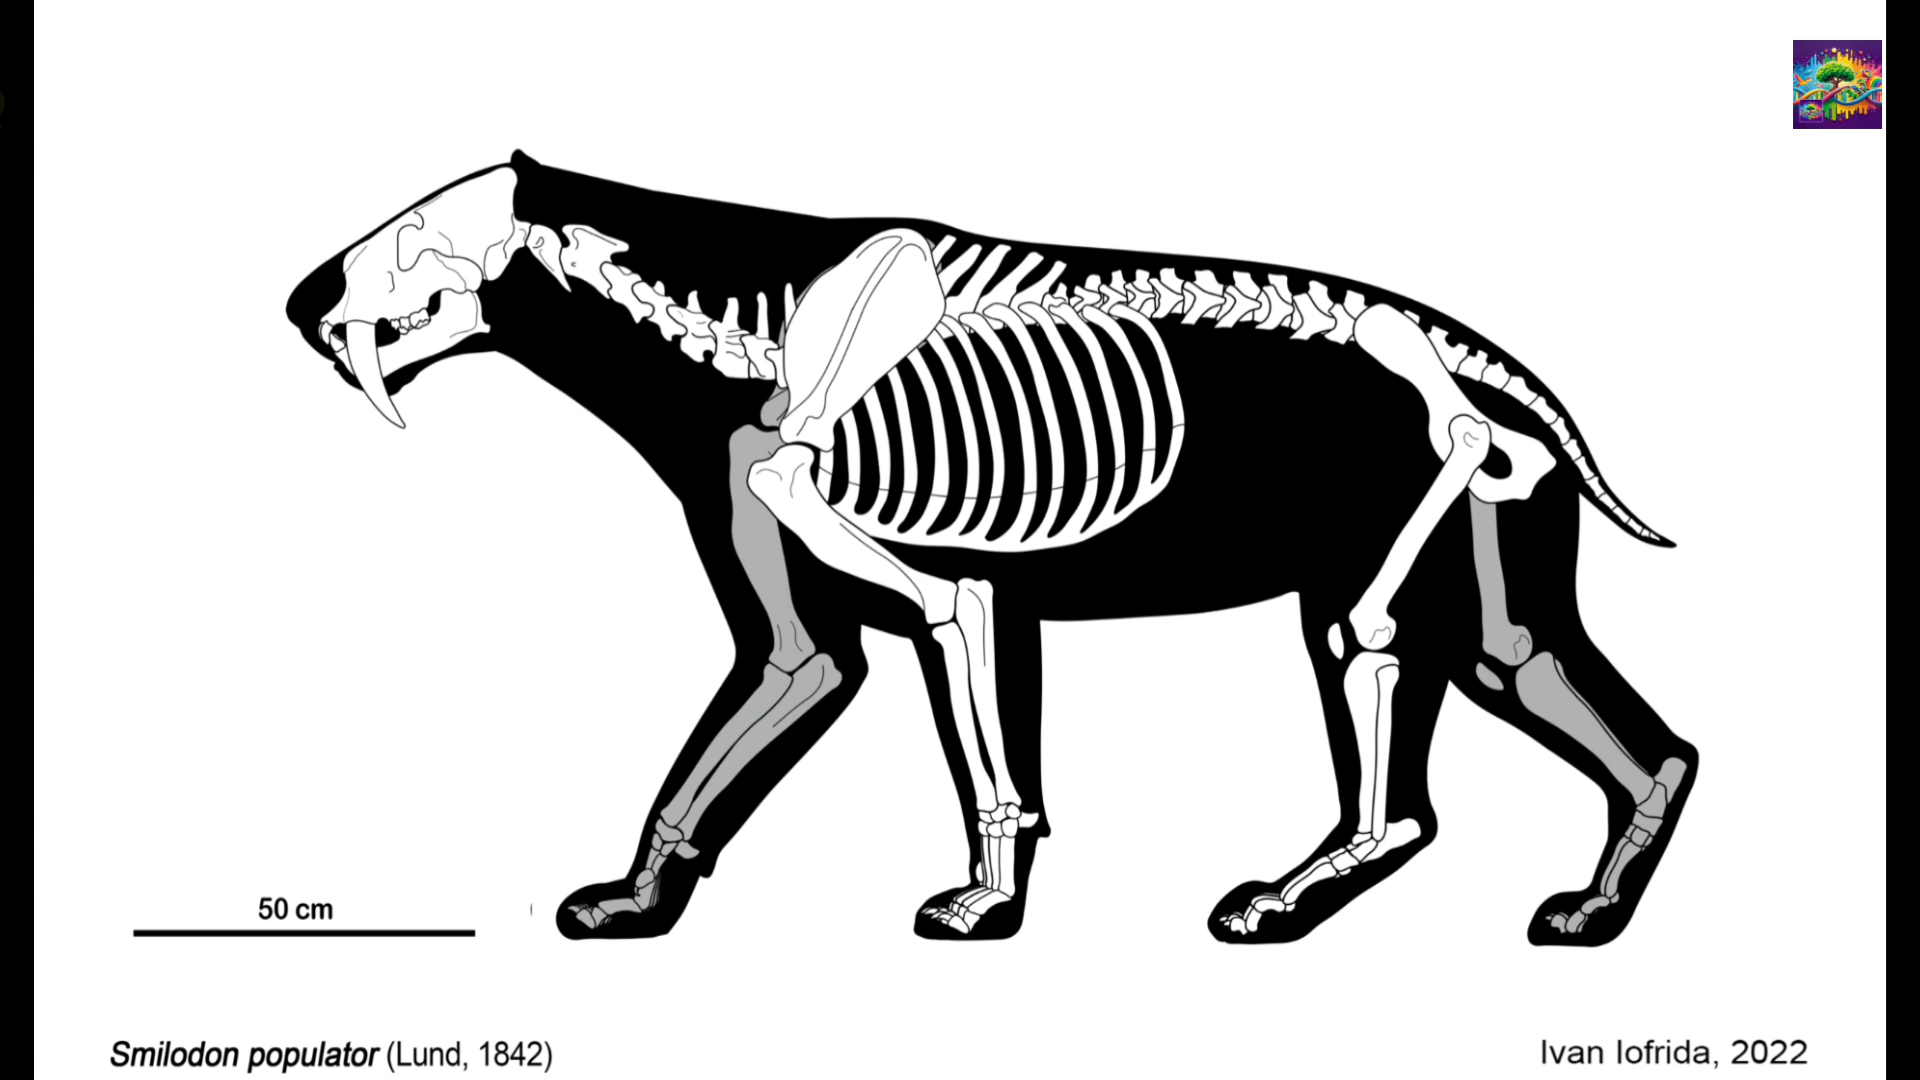 50 cm
Smilodon populator (Lund, 1842)
Ivan Iofrida, 2022